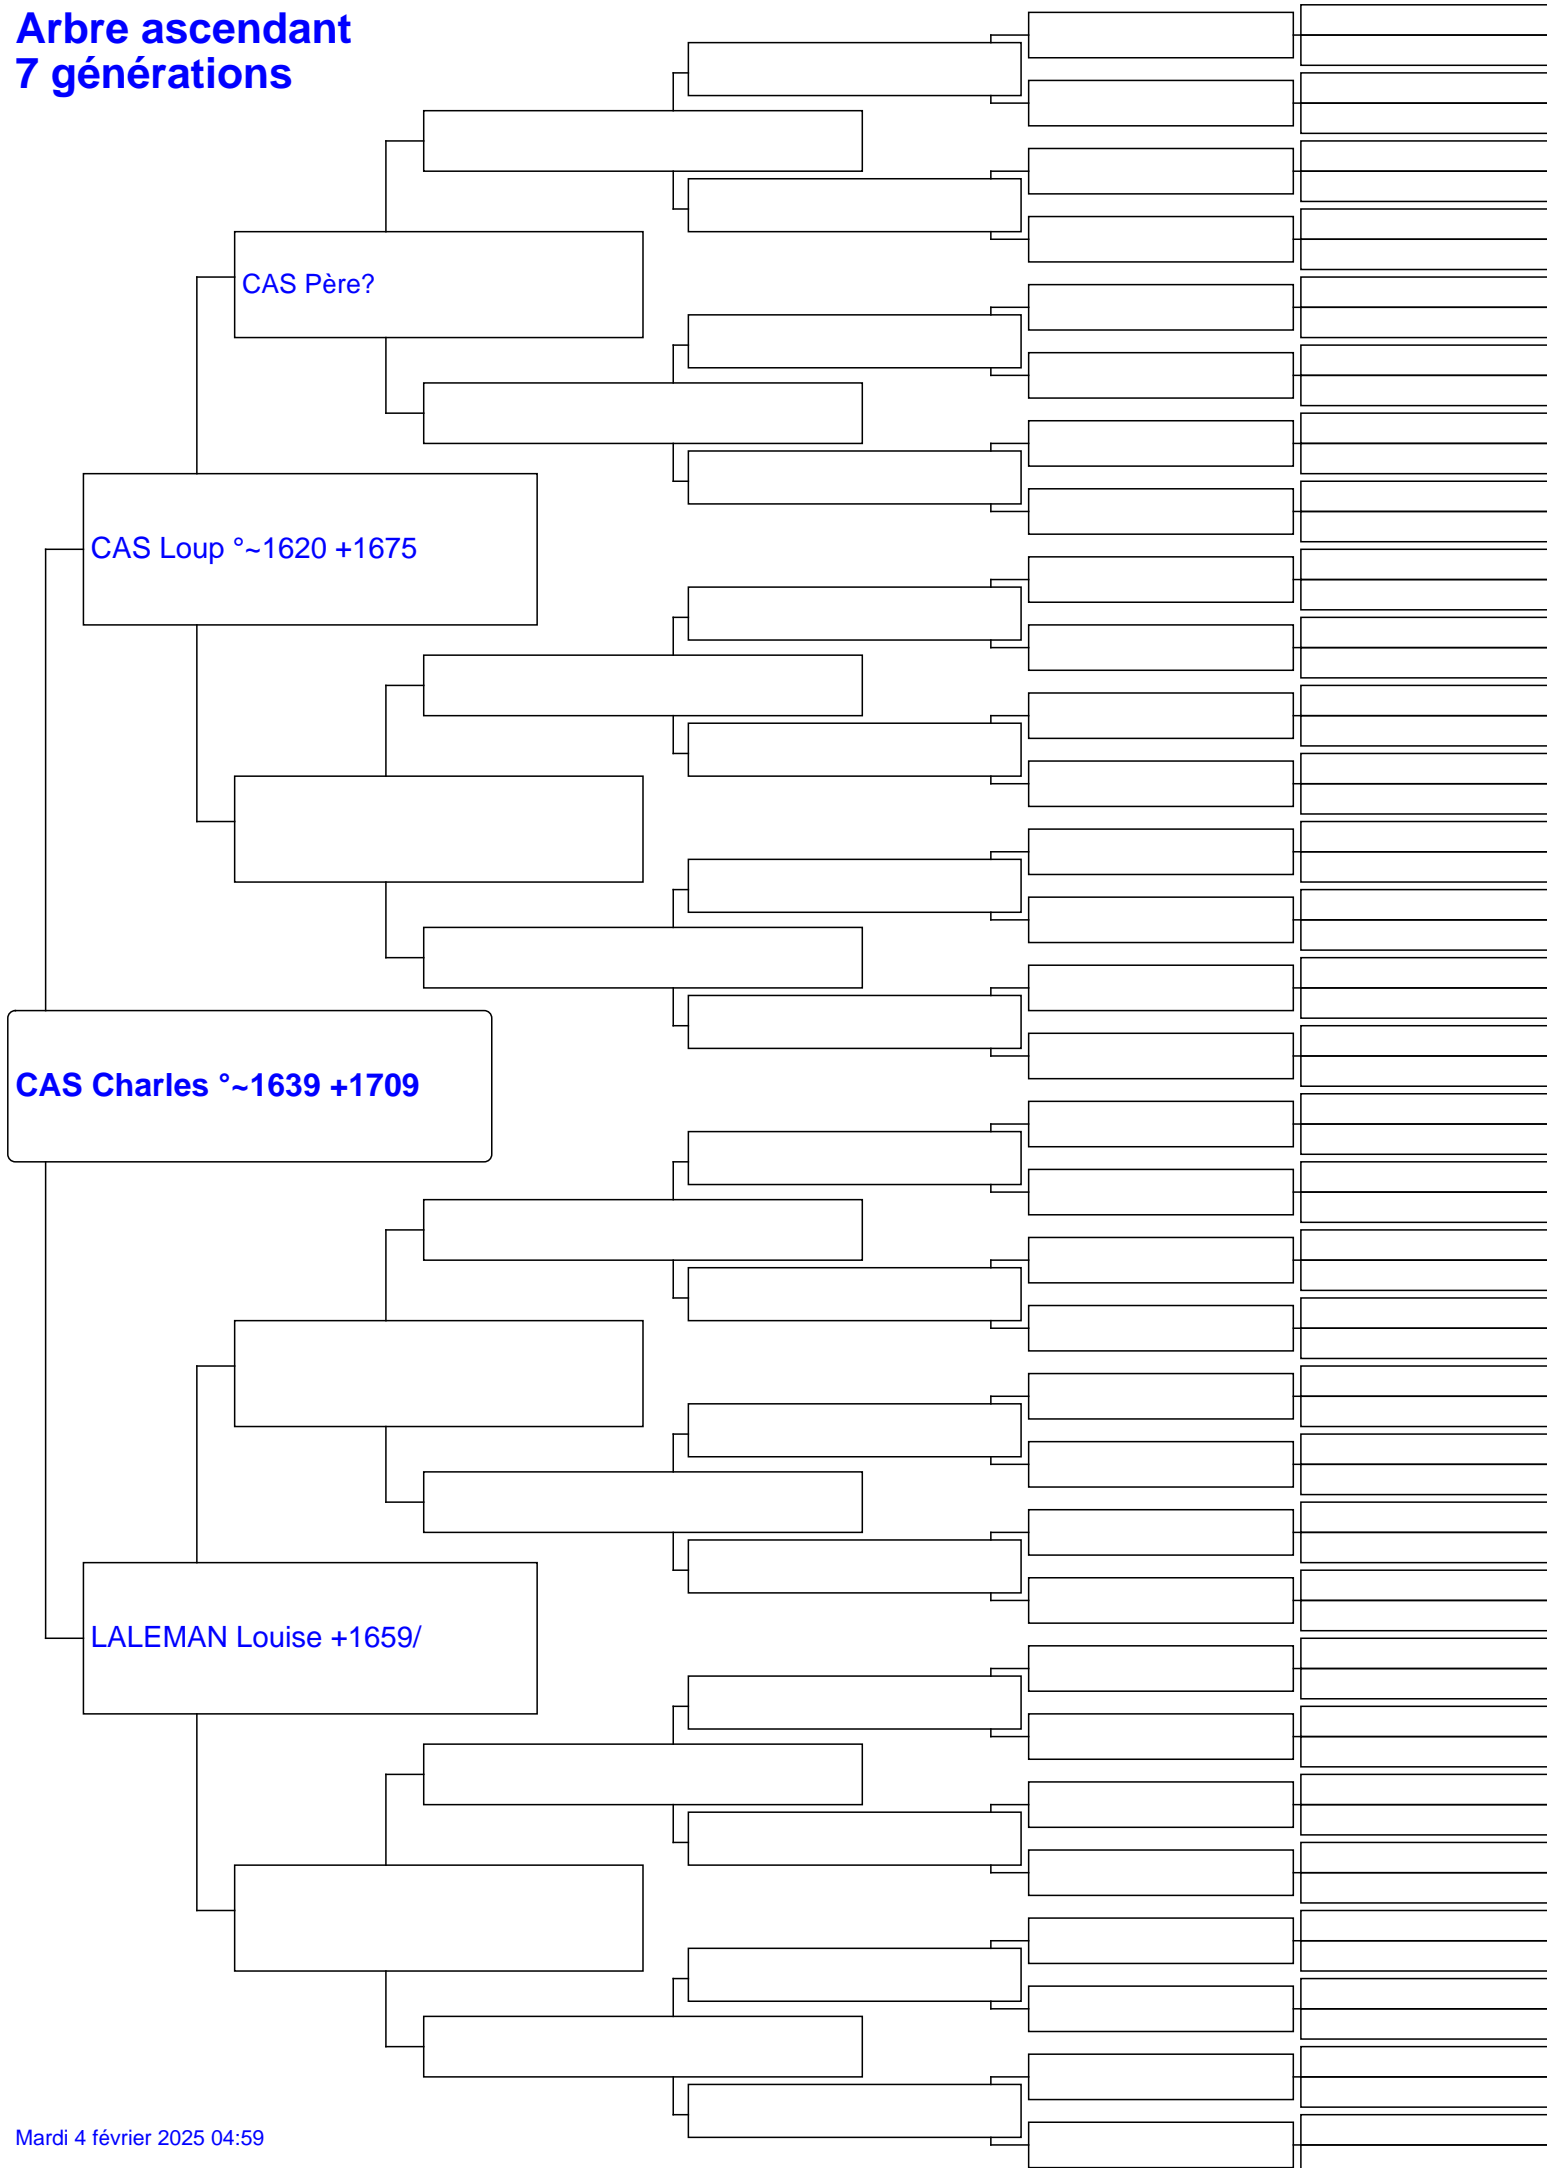 Arbre ascendant
7 générations
CAS Père?
CAS Loup °~1620 +1675
CAS Charles °~1639 +1709
LALEMAN Louise +1659/
Mardi 4 février 2025 04:59